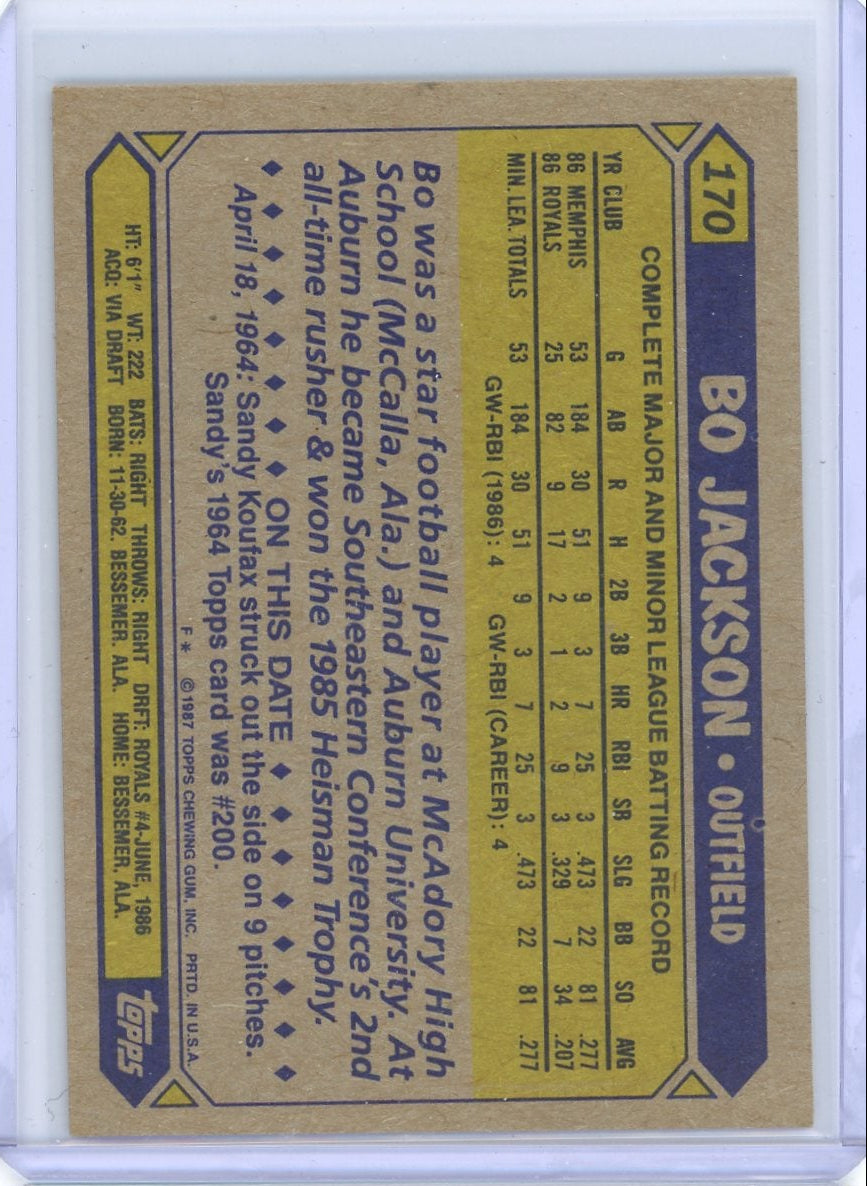 170
BO JACKSON • OUTFIELD
COMPLETE MAJOR AND MINOR LEAGUE BATTING RECORD
YR CLUB G AB R H 2B 3B HR RBI SB SLG BB SO AVG
86 MEMPHIS 53 184 30 51 9 3 7 25 3 .473 22 81 .277
86 ROYALS 25 82 9 17 2 1 2 9 3 .329 7 34 .207
MIN. LEA. TOTALS 53 184 30 51 9 3 7 25 3 .473 22 81 .277
GW-RBI (1986): 4 GW-RBI (CAREER): 4
Bo was a star football player at McAdory High
School (McCalla, Ala.) and Auburn University. At
Auburn he became Southeastern Conference's 2nd
all-time rusher & won the 1985 Heisman Trophy.
◆ ◆ ◆ ◆ ◆ ◆ ◆ ON THIS DATE ◆ ◆ ◆ ◆ ◆ ◆ ◆
April 18, 1964: Sandy Koufax struck out the side on 9 pitches.
Sandy's 1964 Topps card was #200.
F* ©1987 TOPPS CHEWING GUM, INC. PRTD. IN U.S.A.
HT: 6'1" WT: 222 BATS: RIGHT THROWS: RIGHT DRFT: ROYALS #4-JUNE, 1986
ACQ: VIA DRAFT BORN: 11-30-62. BESSEMER, ALA. HOME: BESSEMER, ALA.
topps